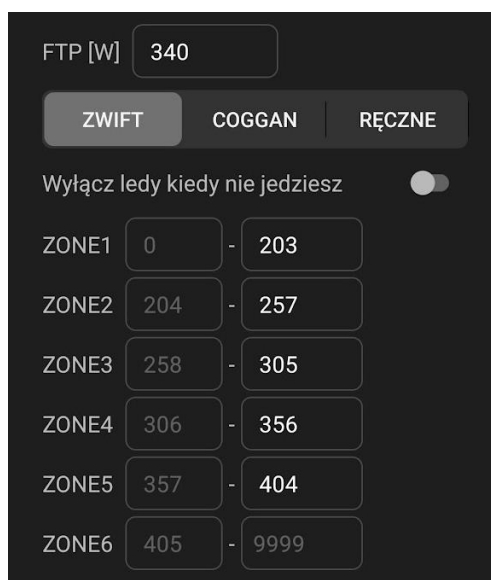 FTP [W] 340
ZWIFT COGGAN RĘCZNE
Wyłącz ledy kiedy nie jedziesz
ZONE1 0 - 203
ZONE2 204 - 257
ZONE3 258 - 305
ZONE4 306 - 356
ZONE5 357 - 404
ZONE6 405 - 9999